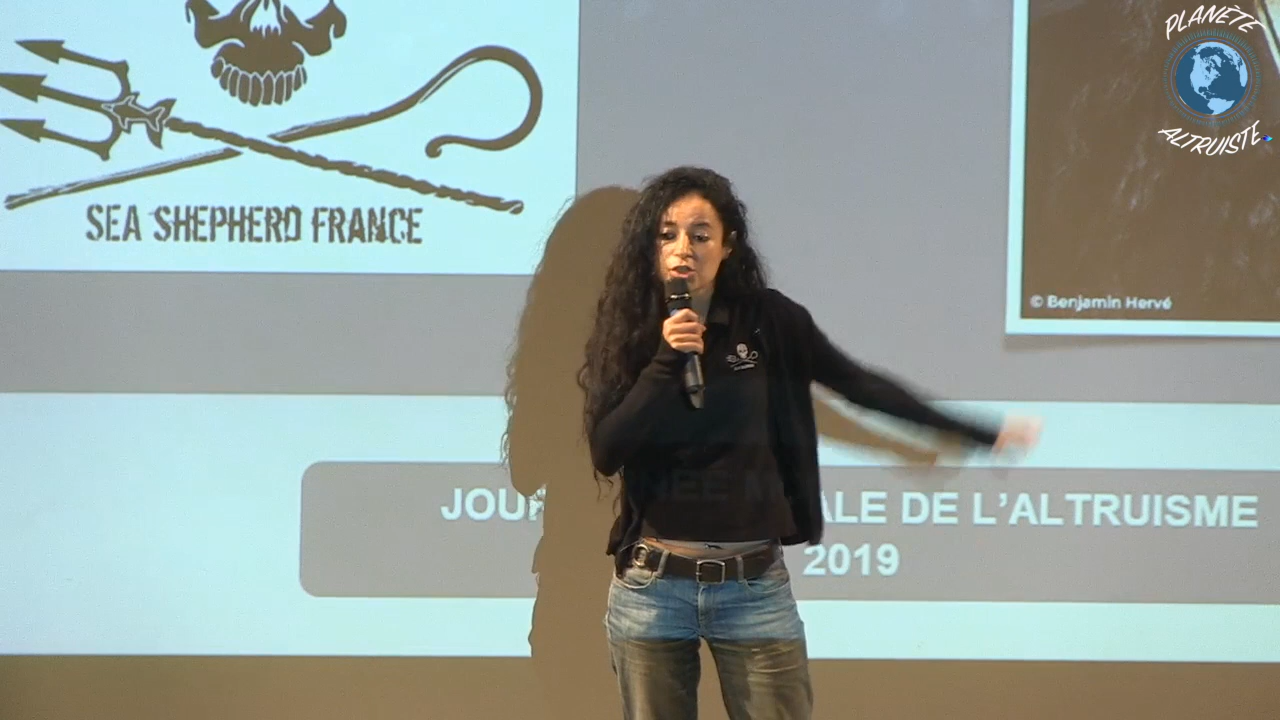 PLANÈTE
ALTRUISTE
SEA SHEPHERD FRANCE
© Benjamin Hervé
ALE DE L'ALTRUISME
2019